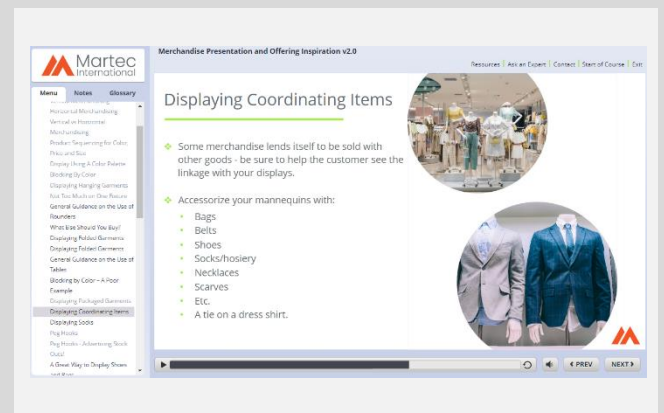 Martec
International
Merchandise Presentation and Offering Inspiration v2.0
Resources | Ask an Expert | Contact | Start of Course | Exit
Menu Notes Glossary
Horizontal Merchandising
Vertical vs Horizontal
Merchandising
Product Sequencing for Color,
Price and Size
Display Using A Color Palette
Blocking By Color
Displaying Hanging Garments
Not Too Much on One Fixture
General Guidance on the Use of
Rounders
What Else Should You Buy?
Displaying Folded Garments
Displaying Folded Garments
General Guidance on the Use of
Tables
Blocking by Color – A Poor
Example
Displaying Packaged Garments
Displaying Coordinating Items
Displaying Socks
Peg Hooks
Peg Hooks - Advertising Stock
Outs!
A Great Way to Display Shoes
Displaying Coordinating Items
Some merchandise lends itself to be sold with
other goods - be sure to help the customer see the
linkage with your displays.
Accessorize your mannequins with:
Bags
Belts
Shoes
Socks/hosiery
Necklaces
Scarves
Etc.
A tie on a dress shirt.
PREV
NEXT